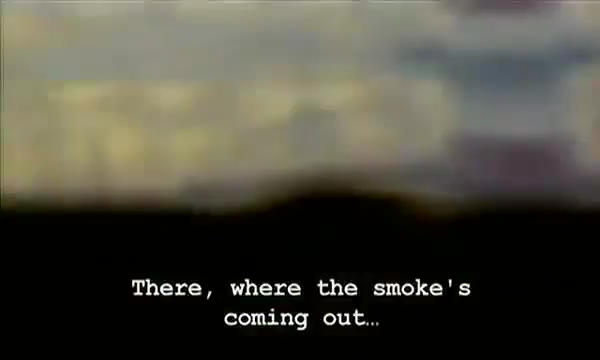 There, where the smoke's
coming out…